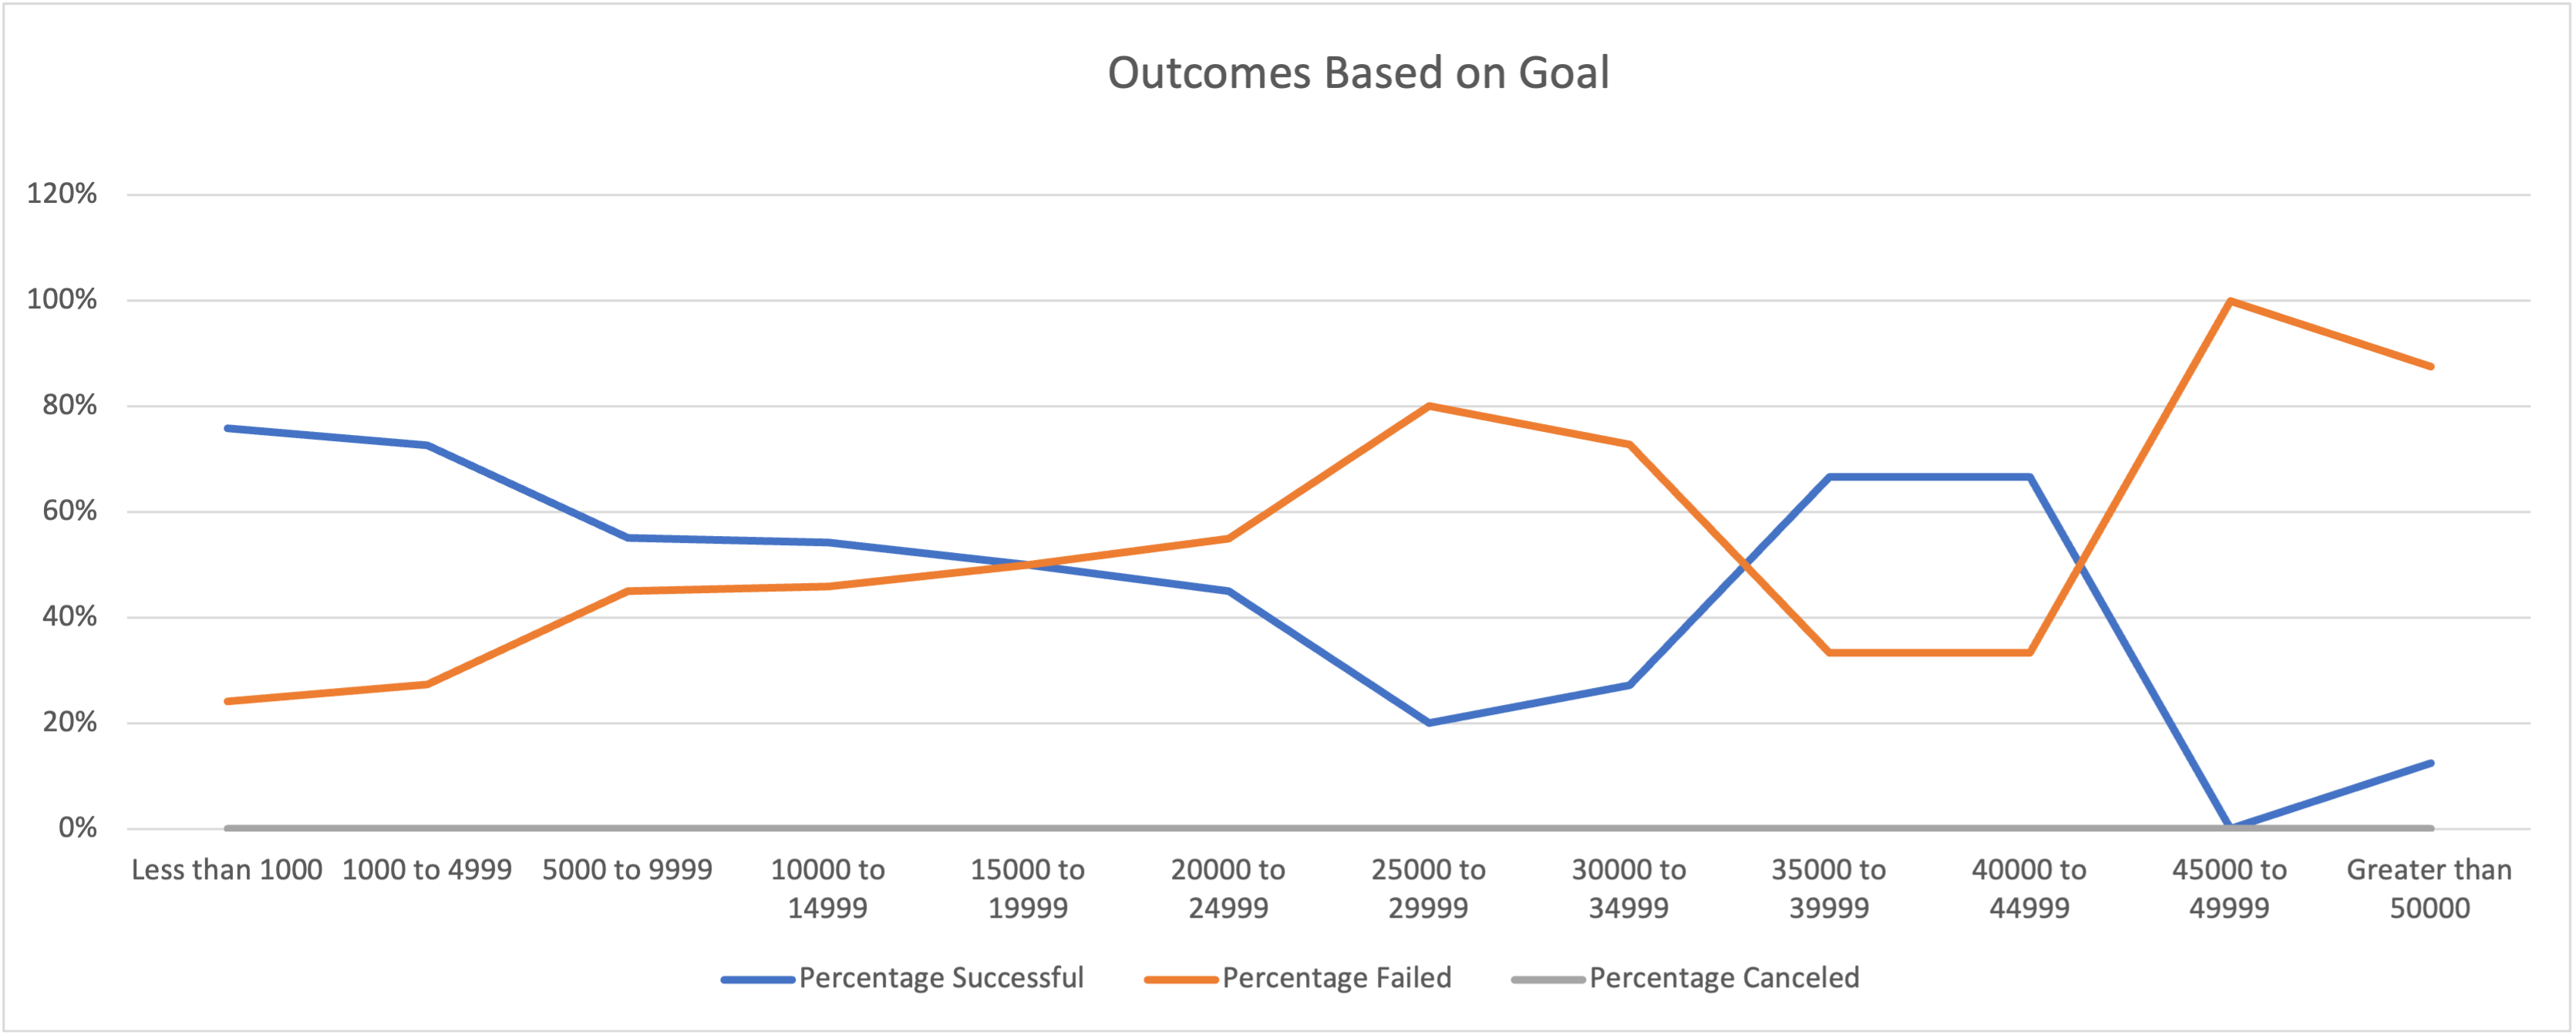 Outcomes Based on Goal
120%
100%
80%
60%
40%
20%
0%
Less than 1000
1000 to 4999
5000 to 9999
10000 to
14999
15000 to
19999
20000 to
24999
25000 to
29999
30000 to
34999
35000 to
39999
40000 to
44999
45000 to
49999
Greater than
50000
Percentage Successful
Percentage Failed
Percentage Canceled